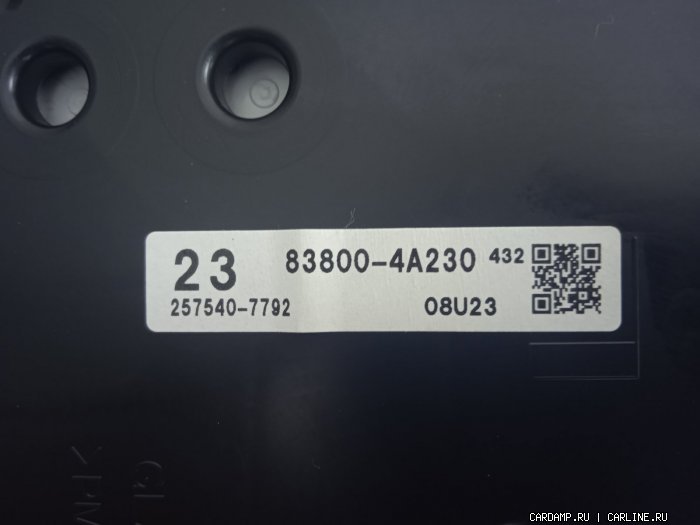 23 83800-4A230 432
257540-7792 08U23
CARDAMP.RU | CARLINE.RU